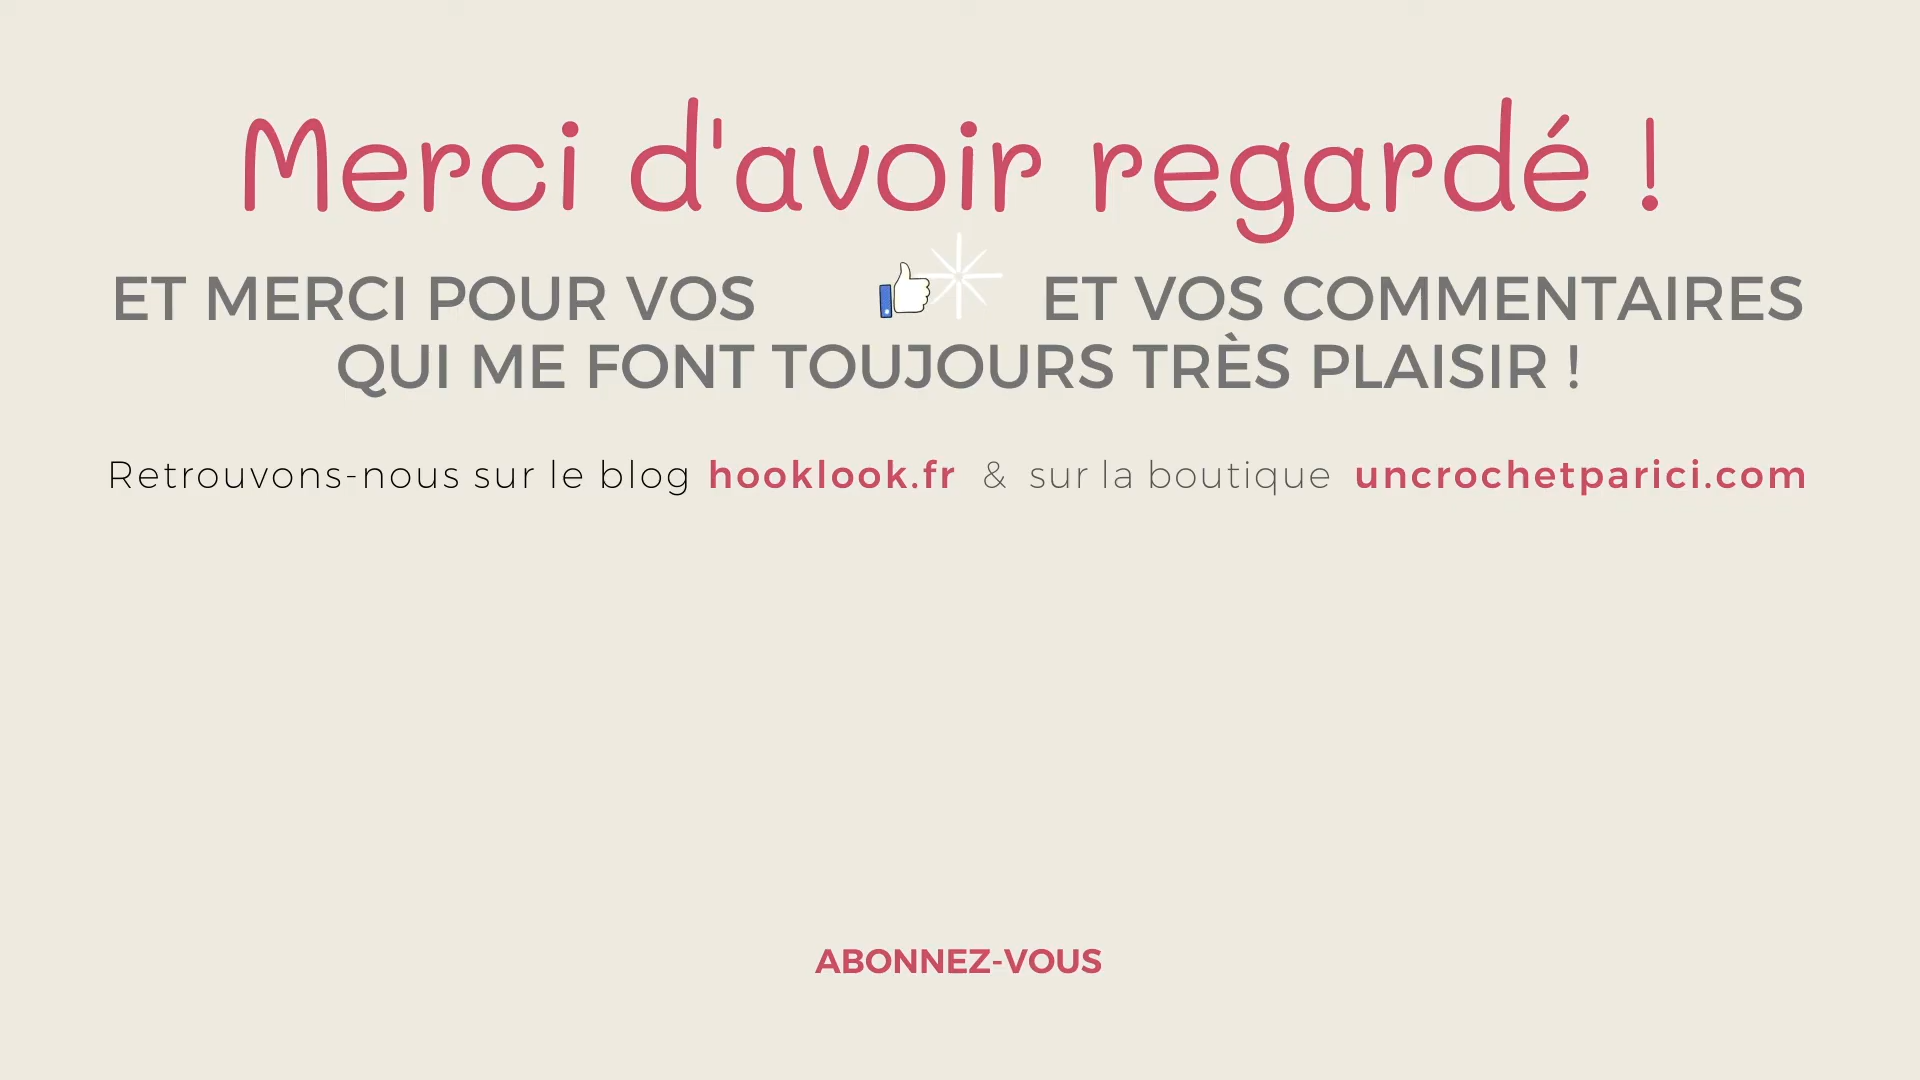 Merci d'avoir regardé !
ET MERCI POUR VOS ET VOS COMMENTAIRES
QUI ME FONT TOUJOURS TRÈS PLAISIR !
Retrouvons-nous sur le blog hooklook.fr & sur la boutique uncrochetparici.com
ABONNEZ-VOUS